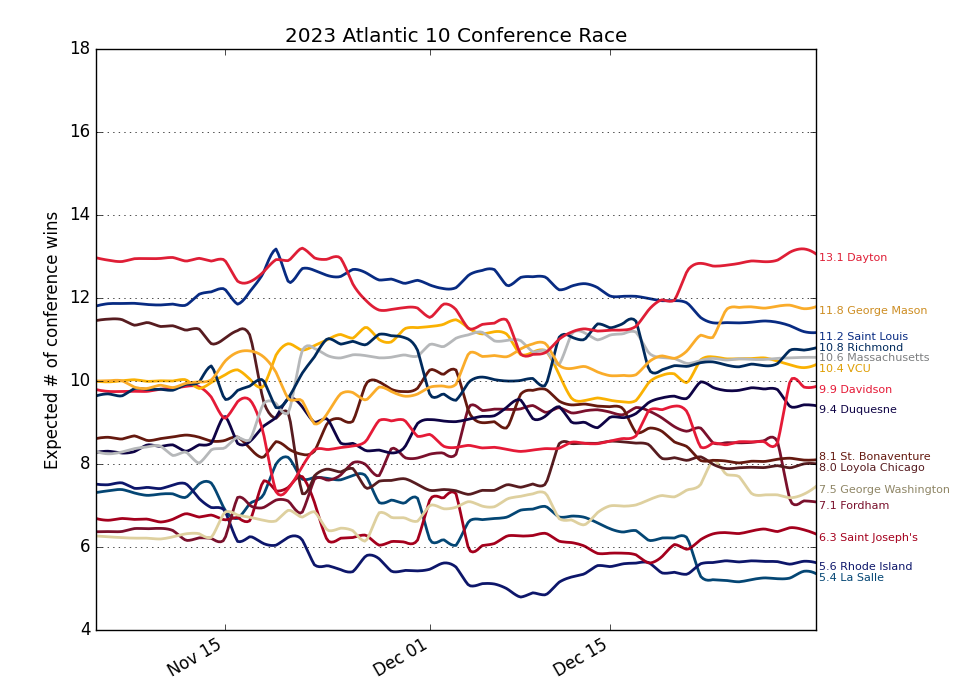 2023 Atlantic 10 Conference Race
Expected # of conference wins
18
16
14
12
10
8
6
4
Nov 15
Dec 01
Dec 15
13.1 Dayton
11.8 George Mason
11.2 Saint Louis
10.8 Richmond
10.6 Massachusetts
10.4 VCU
9.9 Davidson
9.4 Duquesne
8.1 St. Bonaventure
8.0 Loyola Chicago
7.5 George Washington
7.1 Fordham
6.3 Saint Joseph's
5.6 Rhode Island
5.4 La Salle